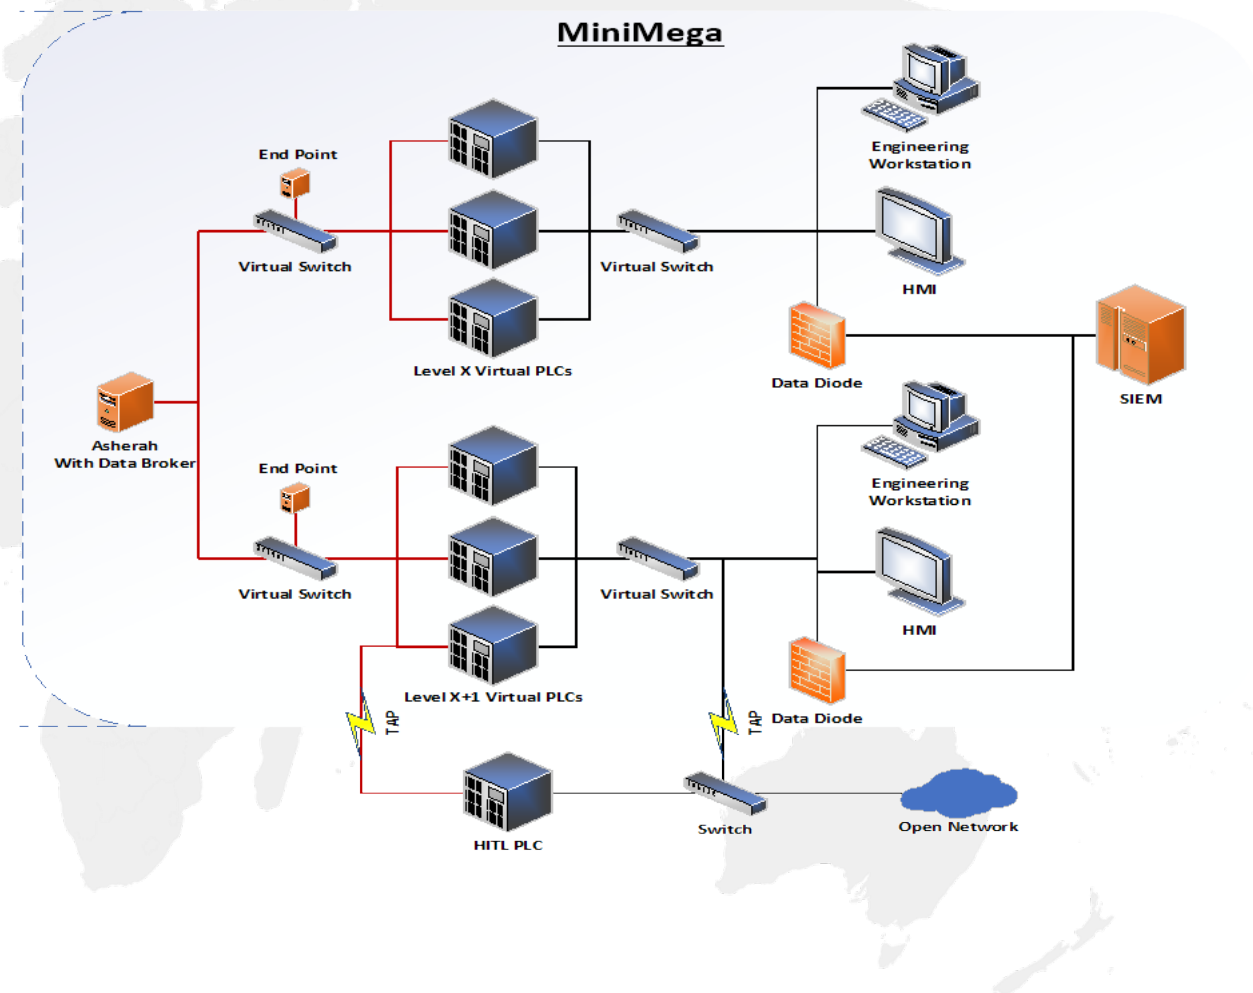 MiniMega
Engineering
Workstation
End Point
Virtual Switch
Virtual Switch
HMI
Level X Virtual PLCs
Data Diode
SIEM
Asherah
With Data Broker
End Point
Engineering
Workstation
Virtual Switch
Virtual Switch
HMI
Level X+1 Virtual PLCs
Data Diode
TAP
TAP
HITL PLC
Switch
Open Network